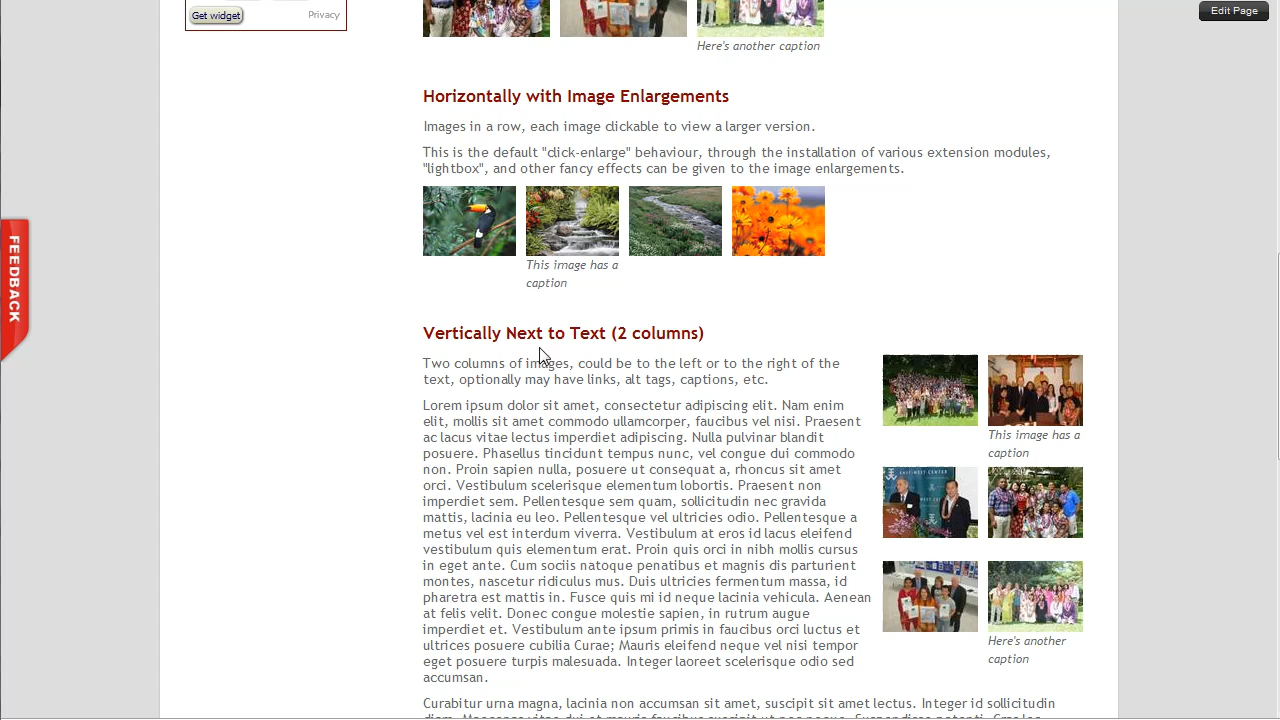 Get widget
Privacy
Edit Page
Here's another caption
Horizontally with Image Enlargements
Images in a row, each image clickable to view a larger version.
This is the default "click-enlarge" behaviour, through the installation of various extension modules,
"lightbox", and other fancy effects can be given to the image enlargements.
FEEDBACK
This image has a
caption
Vertically Next to Text (2 columns)
Two columns of images, could be to the left or to the right of the
text, optionally may have links, alt tags, captions, etc.
Lorem ipsum dolor sit amet, consectetur adipiscing elit. Nam enim
elit, mollis sit amet commodo ullamcorper, faucibus vel nisi. Praesent
ac lacus vitae lectus imperdiet adipiscing. Nulla pulvinar blandit
posuere. Phasellus tincidunt tempus nunc, vel congue dui commodo
non. Proin sapien nulla, posuere ut consequat a, rhoncus sit amet
orci. Vestibulum scelerisque elementum lobortis. Praesent non
imperdiet sem. Pellentesque sem quam, sollicitudin nec gravida
mattis, lacinia eu leo. Pellentesque vel ultricies odio. Pellentesque a
metus vel est interdum viverra. Vestibulum at eros id lacus eleifend
vestibulum quis elementum erat. Proin quis orci in nibh mollis cursus
in eget ante. Cum sociis natoque penatibus et magnis dis parturient
montes, nascetur ridiculus mus. Duis ultricies fermentum massa, id
pharetra est mattis in. Fusce quis mi id neque lacinia vehicula. Aenean
at felis velit. Donec congue molestie sapien, in rutrum augue
imperdiet et. Vestibulum ante ipsum primis in faucibus orci luctus et
ultrices posuere cubilia Curae; Mauris eleifend neque vel nisi tempor
eget posuere turpis malesuada. Integer laoreet scelerisque odio sed
accumsan.
This image has a
caption
Here's another
caption
Curabitur urna magna, lacinia non accumsan sit amet, suscipit sit amet lectus. Integer id sollicitudin